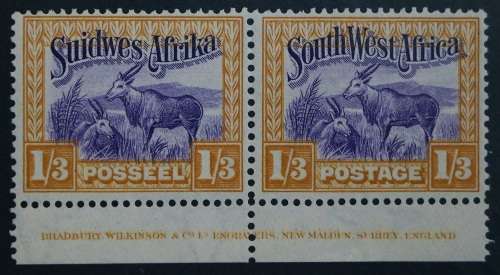 Suidwes Afrika
South West Africa
1/3 POSSEEL 1/3
1/3 POSTAGE 1/3
BRADBURY WILKINSON & Co. Ld. ENGRAVERS, NEW MALDEN, SURREY, ENGLAND